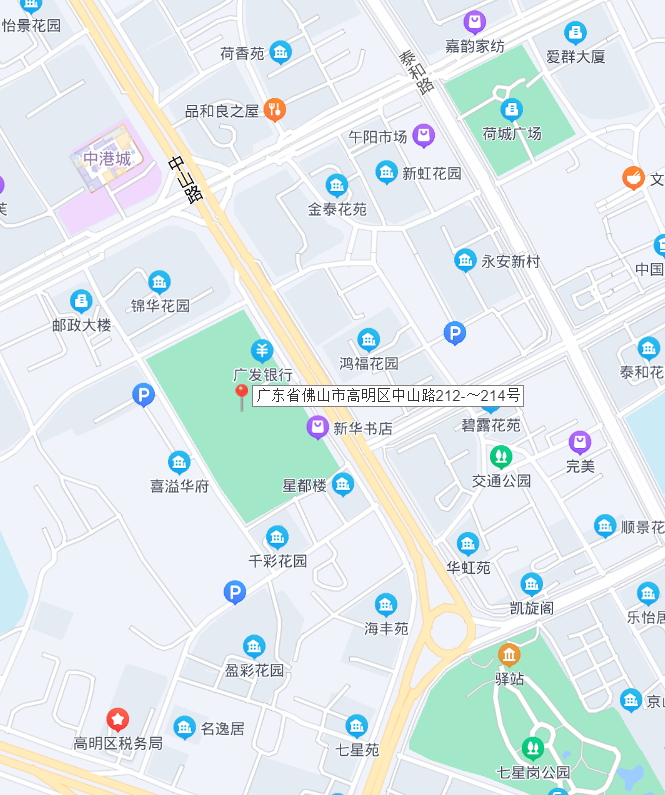 怡景花园
荷香苑
泰和路
嘉韵家纺
爱群大厦
品和良之屋
午阳市场
荷城广场
中港城
中山路
新虹花园
金泰花苑
文
芙
永安新村
中国
锦华花园
邮政大楼
鸿福花园
P
泰和花
广发银行
广东省佛山市高明区中山路212-～214号
P
碧露花苑
新华书店
完美
交通公园
喜溢华府
星都楼
顺景花
千彩花园
华虹苑
P
凯旋阁
乐怡居
海丰苑
盈彩花园
驿站
京山
名逸居
高明区税务局
七星苑
七星岗公园